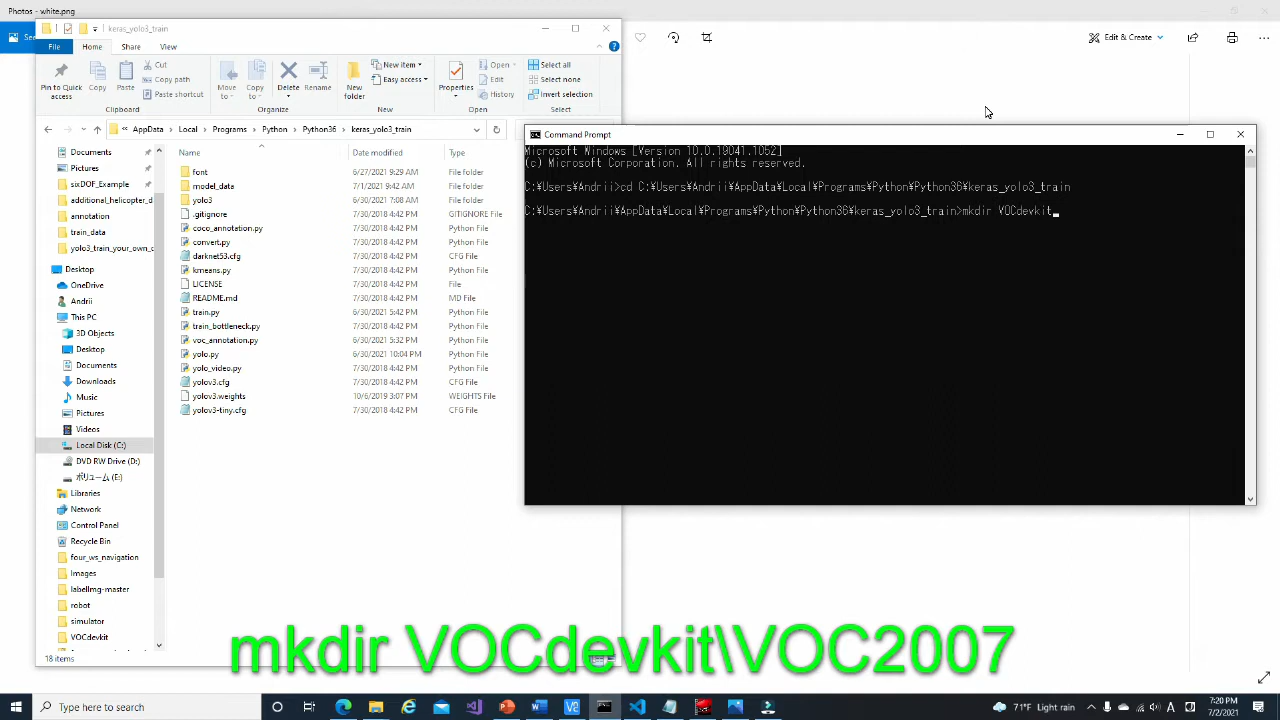 Photos - white.png
keras_yolo3_train
File Home Share View
Edit & Create
Pin to Quick access
Copy
Paste
Cut
Copy path
Paste shortcut
Clipboard
Move to
Copy to
Delete
Rename
Organize
New folder
New item
Easy access
New
Properties
Open
Edit
History
Open
Select all
Select none
Invert selection
Select
AppData > Local > Programs > Python > Python36 > keras_yolo3_train
Documents
Pictures
sixDOF_Example
additional_helicopter_d
annotation
train_data
yolo3_train_your_own_c
Desktop
OneDrive
Andrii
This PC
3D Objects
Desktop
Documents
Downloads
Music
Pictures
Videos
Local Disk (C:)
DVD RW Drive (D:)
ボリューム (E:)
Libraries
Network
Control Panel
Recycle Bin
four_ws_navigation
Images
labelImg-master
robot
simulator
VOCdevkit
Name Date modified Type
font 6/27/2021 9:29 AM File folder
model_data 7/1/2021 9:42 AM File folder
yolo3 6/30/2021 7:08 AM File folder
.gitignore 7/30/2018 4:42 PM GITIGNORE File
coco_annotation.py 7/30/2018 4:42 PM Python File
convert.py 7/30/2018 4:42 PM Python File
darknet53.cfg 7/30/2018 4:42 PM CFG File
kmeans.py 7/30/2018 4:42 PM Python File
LICENSE 7/30/2018 4:42 PM File
README.md 7/30/2018 4:42 PM MD File
train.py 6/30/2021 5:42 PM Python File
train_bottleneck.py 7/30/2018 4:42 PM Python File
voc_annotation.py 6/30/2021 5:32 PM Python File
yolo.py 6/30/2021 10:04 PM Python File
yolo_video.py 7/30/2018 4:42 PM Python File
yolov3.cfg 7/30/2018 4:42 PM CFG File
yolov3.weights 10/6/2019 3:07 PM WEIGHTS File
yolov3-tiny.cfg 7/30/2018 4:42 PM CFG File
18 items
Command Prompt
Microsoft Windows [Version 10.0.19041.1052]
(c) Microsoft Corporation. All rights reserved.
C:¥Users¥Andrii>cd C:¥Users¥Andrii¥AppData¥Local¥Programs¥Python¥Python36¥keras_yolo3_train
C:¥Users¥Andrii¥AppData¥Local¥Programs¥Python¥Python36¥keras_yolo3_train>mkdir VOCdevkit_
mkdir VOCdevkit\VOC2007
Type here to search
71°F Light rain
A
7:20 PM
7/2/2021